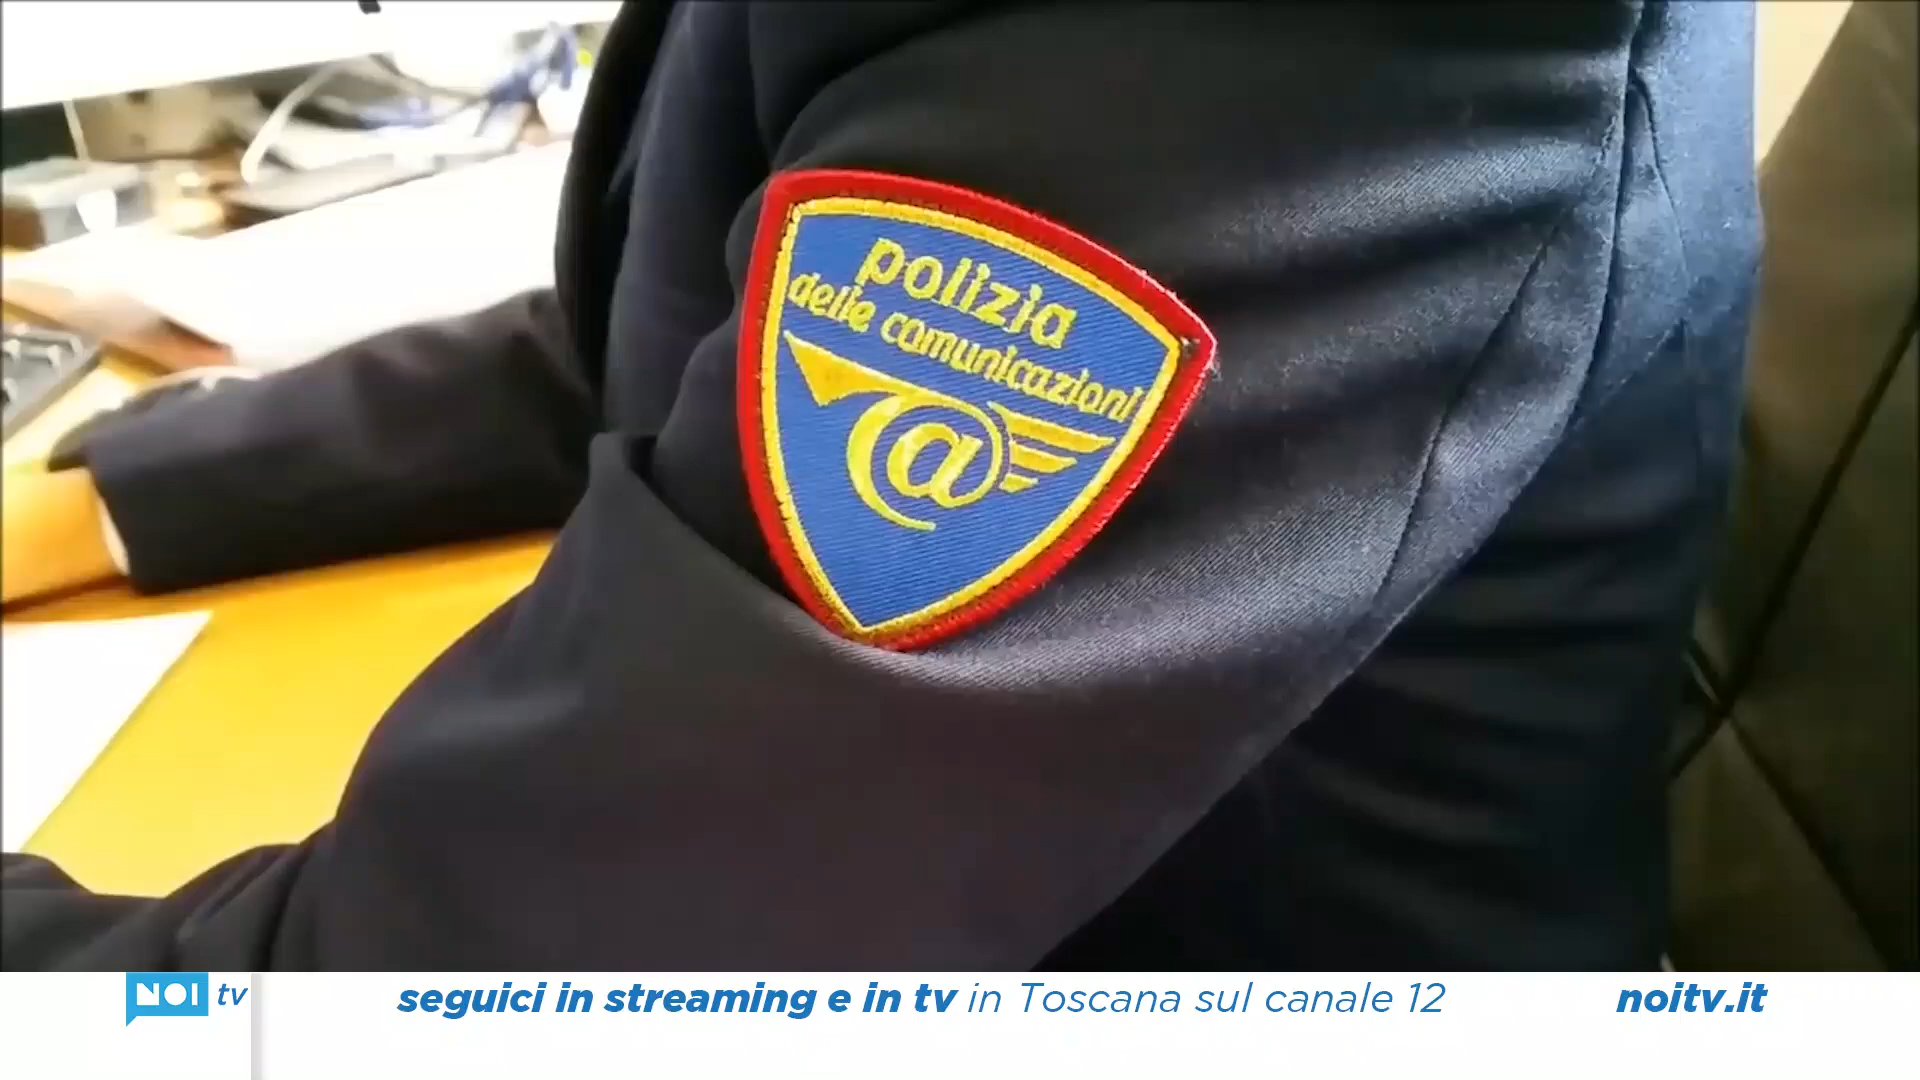 polizia
delle comunicazioni
@
NOI tv
seguici in streaming e in tv in Toscana sul canale 12
noitv.it